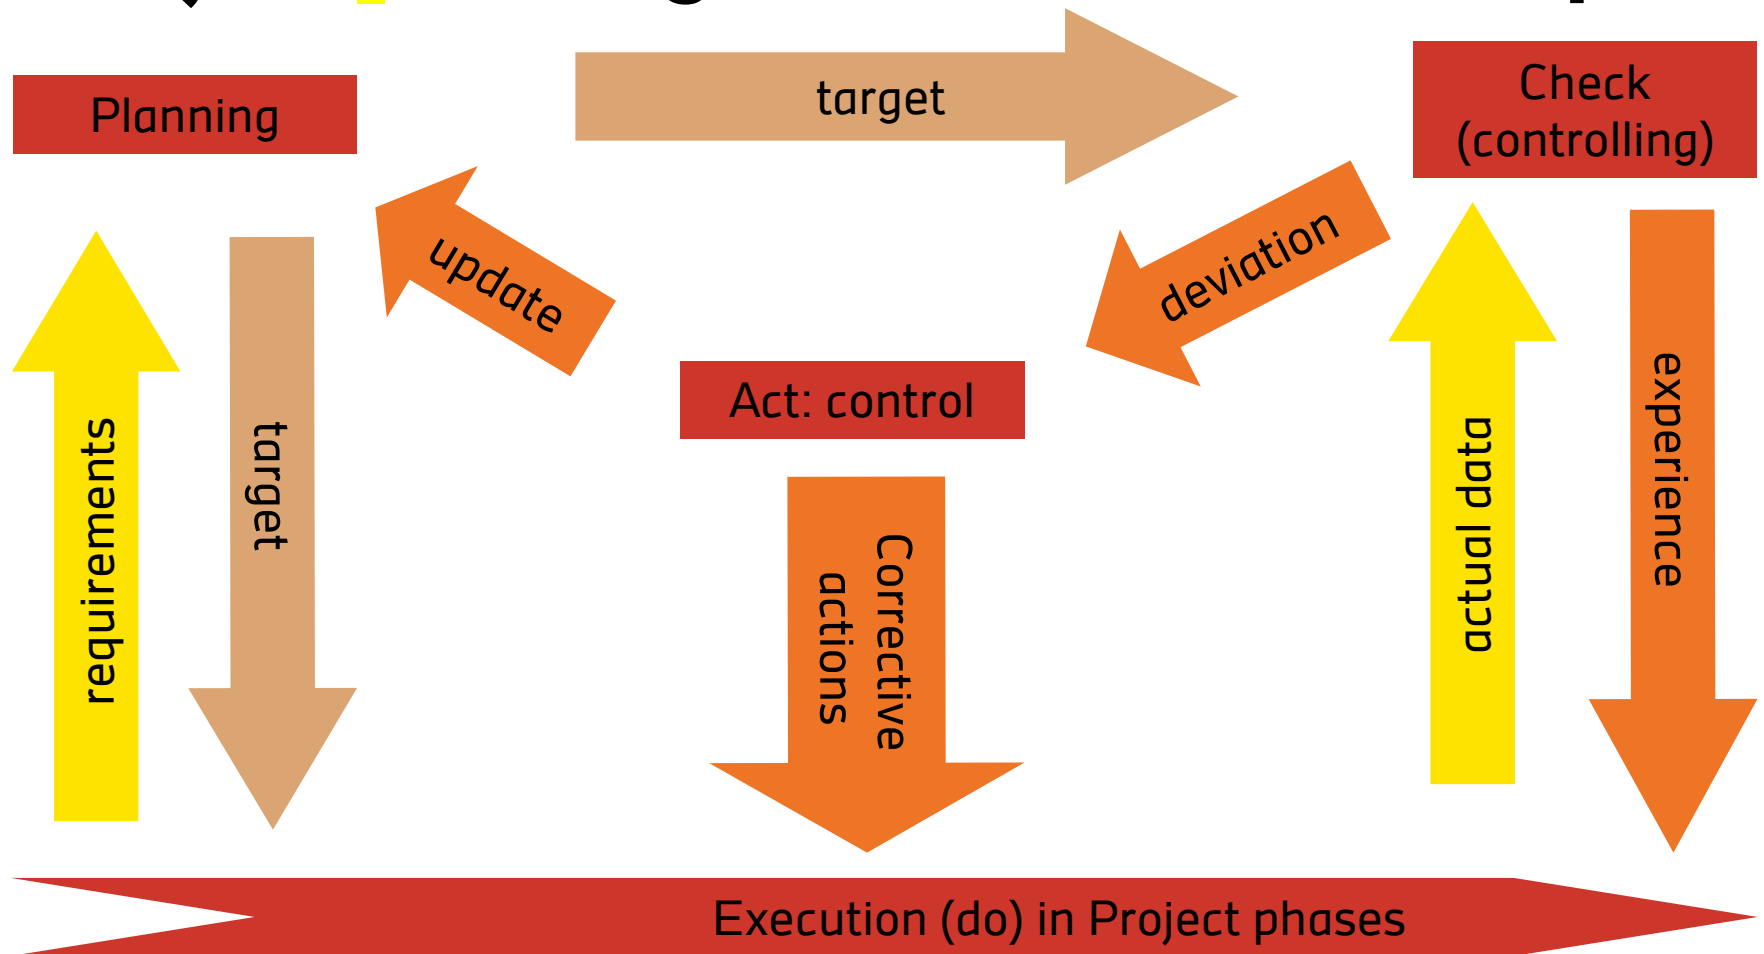 Planning
target
Check
(controlling)
update
deviation
Act: control
requirements
target
Corrective
actions
actual data
experience
Execution (do) in Project phases